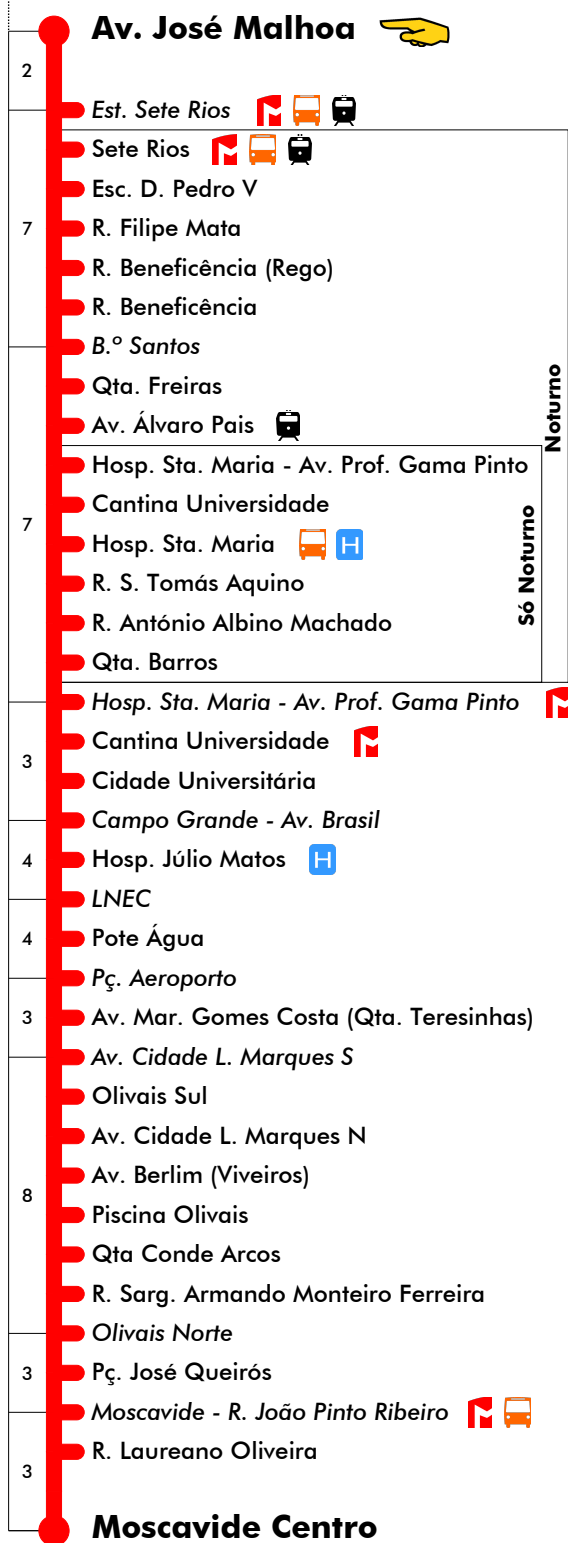 Av. José Malhoa
2
Est. Sete Rios
Sete Rios
Esc. D. Pedro V
7
R. Filipe Mata
R. Beneficência (Rego)
R. Beneficência
B.º Santos
Qta. Freiras
Av. Álvaro Pais
Noturno
Hosp. Sta. Maria - Av. Prof. Gama Pinto
Cantina Universidade
7
Hosp. Sta. Maria
H
R. S. Tomás Aquino
Só Noturno
R. António Albino Machado
Qta. Barros
Hosp. Sta. Maria - Av. Prof. Gama Pinto
Cantina Universidade
3
Cidade Universitária
Campo Grande - Av. Brasil
4
Hosp. Júlio Matos
H
LNEC
4
Pote Água
Pç. Aeroporto
3
Av. Mar. Gomes Costa (Qta. Teresinhas)
Av. Cidade L. Marques S
Olivais Sul
Av. Cidade L. Marques N
Av. Berlim (Viveiros)
8
Piscina Olivais
Qta Conde Arcos
R. Sarg. Armando Monteiro Ferreira
Olivais Norte
3
Pç. José Queirós
Moscavide - R. João Pinto Ribeiro
R. Laureano Oliveira
3
Moscavide Centro